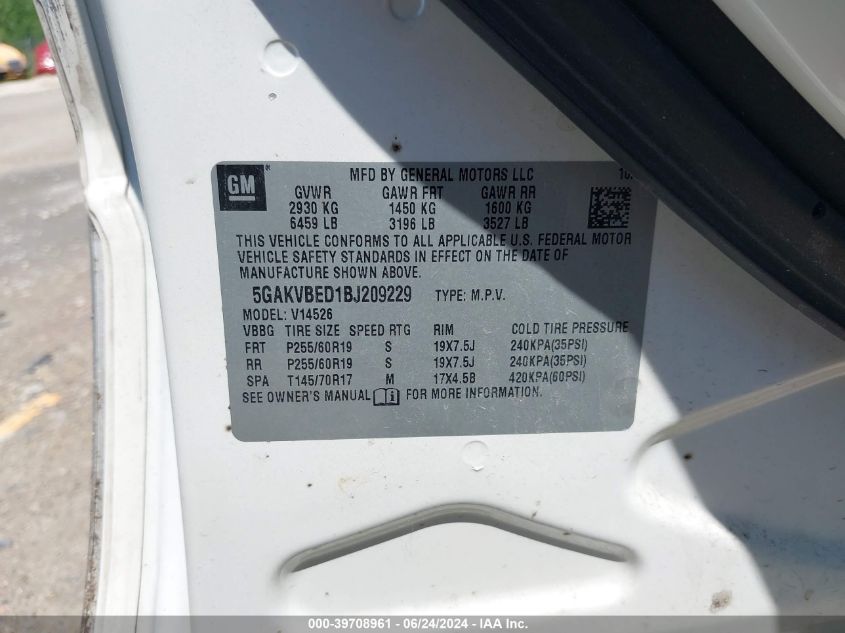 GM ®
MFD BY GENERAL MOTORS LLC 10
GVWR GAWR FRT GAWR RR
2930 KG 1450 KG 1600 KG
6459 LB 3196 LB 3527 LB
THIS VEHICLE CONFORMS TO ALL APPLICABLE U.S. FEDERAL MOTOR
VEHICLE SAFETY STANDARDS IN EFFECT ON THE DATE OF
MANUFACTURE SHOWN ABOVE.
5GAKVBED1BJ209229 TYPE: M.P.V.
MODEL: V14526
VBBG TIRE SIZE SPEED RTG RIM COLD TIRE PRESSURE
FRT P255/60R19 S 19X7.5J 240KPA(35PSI)
RR P255/60R19 S 19X7.5J 240KPA(35PSI)
SPA T145/70R17 M 17X4.5B 420KPA(60PSI)
SEE OWNER'S MANUAL i FOR MORE INFORMATION.
000-39708961 - 06/24/2024 - IAA Inc.